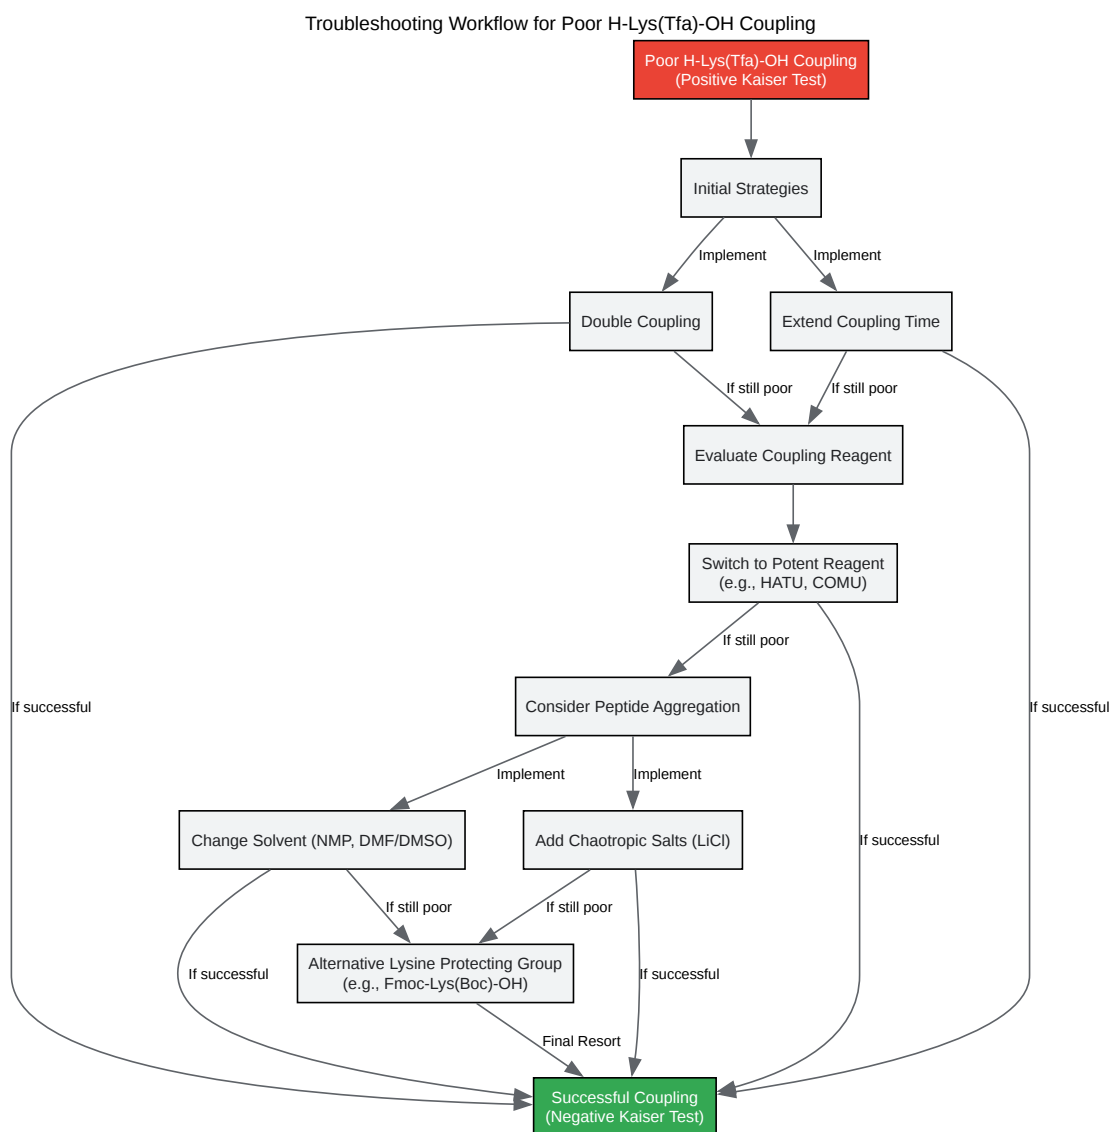 Troubleshooting Workflow for Poor H-Lys(Tfa)-OH Coupling
Poor H-Lys(Tfa)-OH Coupling
(Positive Kaiser Test)
Initial Strategies
Implement
Implement
Double Coupling
Extend Coupling Time
If still poor
If still poor
Evaluate Coupling Reagent
Switch to Potent Reagent
(e.g., HATU, COMU)
If still poor
Consider Peptide Aggregation
If successful
If successful
Implement
Implement
Change Solvent (NMP, DMF/DMSO)
Add Chaotropic Salts (LiCl)
If successful
If still poor
If still poor
Alternative Lysine Protecting Group
(e.g., Fmoc-Lys(Boc)-OH)
If successful
If successful
Final Resort
Successful Coupling
(Negative Kaiser Test)